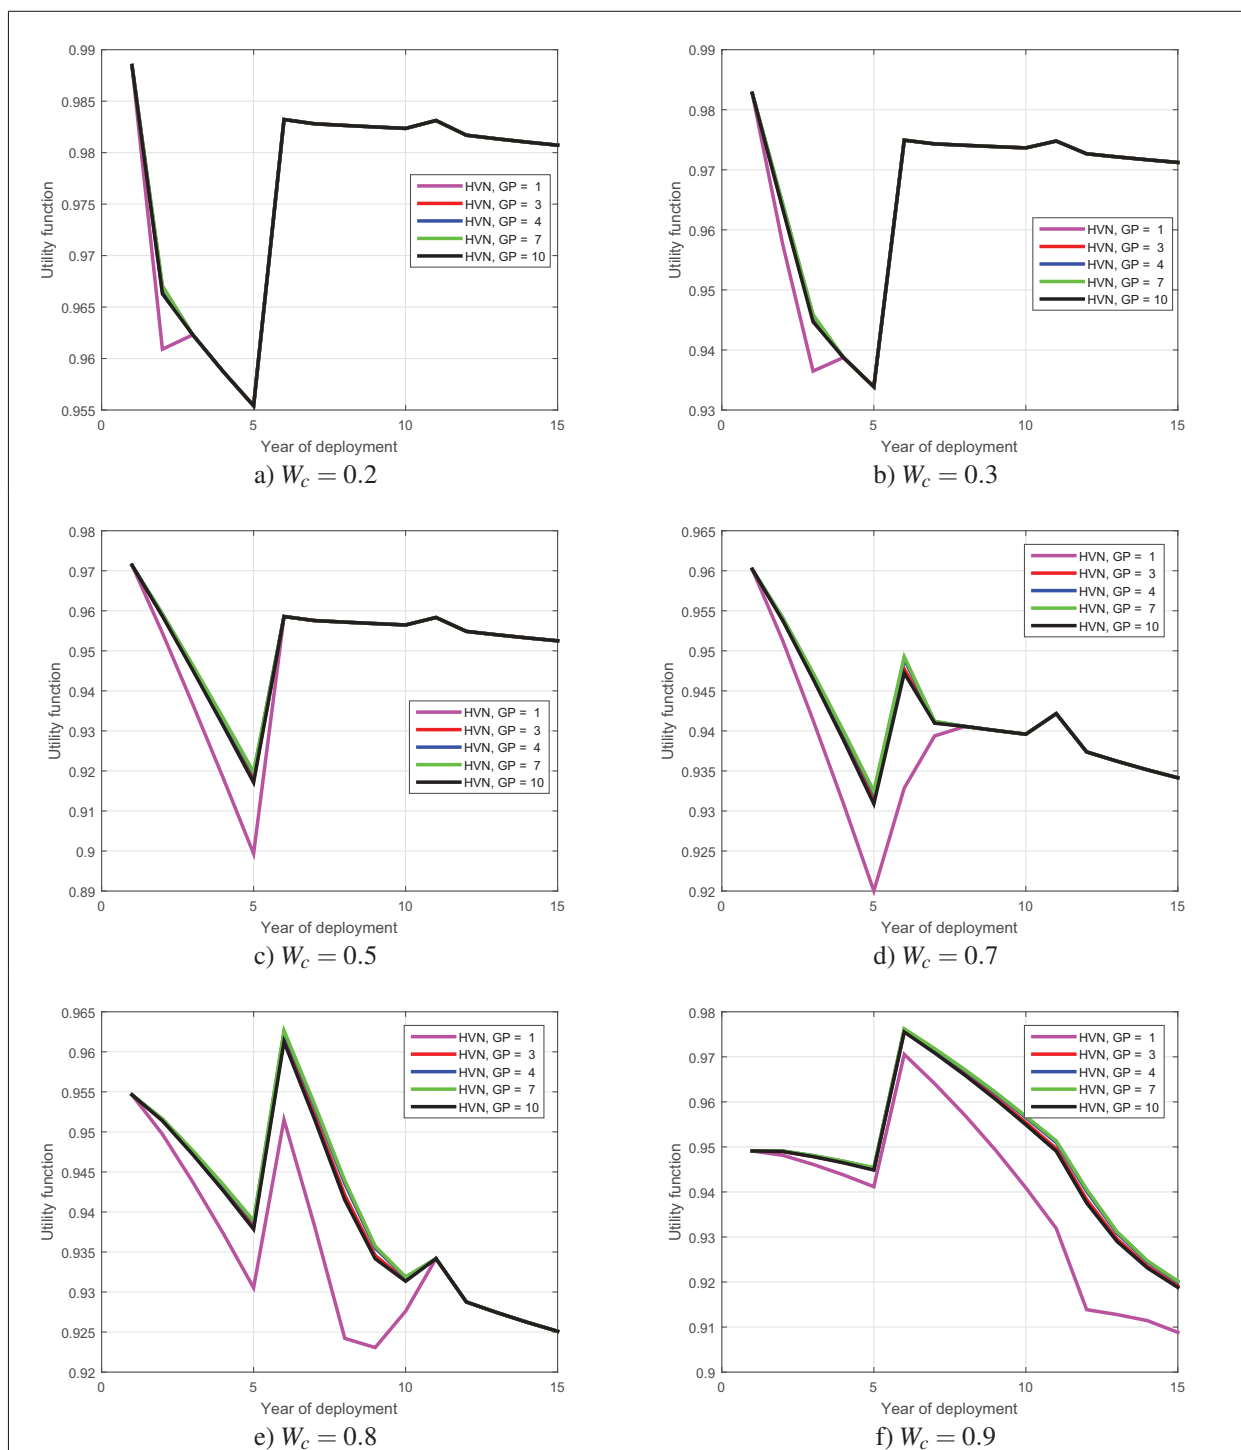 0.99
0.985
0.98
0.975
0.97
0.965
0.96
0.955
Utility function
HVN, GP = 1
HVN, GP = 3
HVN, GP = 4
HVN, GP = 7
HVN, GP = 10
0 5 10 15
Year of deployment
a) W_c = 0.2
0.99
0.98
0.97
0.96
0.95
0.94
0.93
Utility function
HVN, GP = 1
HVN, GP = 3
HVN, GP = 4
HVN, GP = 7
HVN, GP = 10
0 5 10 15
Year of deployment
b) W_c = 0.3
0.98
0.97
0.96
0.95
0.94
0.93
0.92
0.91
0.9
0.89
Utility function
HVN, GP = 1
HVN, GP = 3
HVN, GP = 4
HVN, GP = 7
HVN, GP = 10
0 5 10 15
Year of deployment
c) W_c = 0.5
0.965
0.96
0.955
0.95
0.945
0.94
0.935
0.93
0.925
0.92
Utility function
HVN, GP = 1
HVN, GP = 3
HVN, GP = 4
HVN, GP = 7
HVN, GP = 10
0 5 10 15
Year of deployment
d) W_c = 0.7
0.965
0.96
0.955
0.95
0.945
0.94
0.935
0.93
0.925
0.92
Utility function
HVN, GP = 1
HVN, GP = 3
HVN, GP = 4
HVN, GP = 7
HVN, GP = 10
0 5 10 15
Year of deployment
e) W_c = 0.8
0.98
0.97
0.96
0.95
0.94
0.93
0.92
0.91
0.9
Utility function
HVN, GP = 1
HVN, GP = 3
HVN, GP = 4
HVN, GP = 7
HVN, GP = 10
0 5 10 15
Year of deployment
f) W_c = 0.9